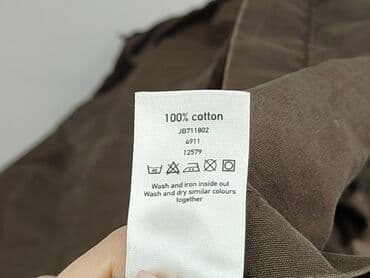 100% cotton
JB711802
4911
12579
Wash and iron inside out
Wash and dry similar colours
together